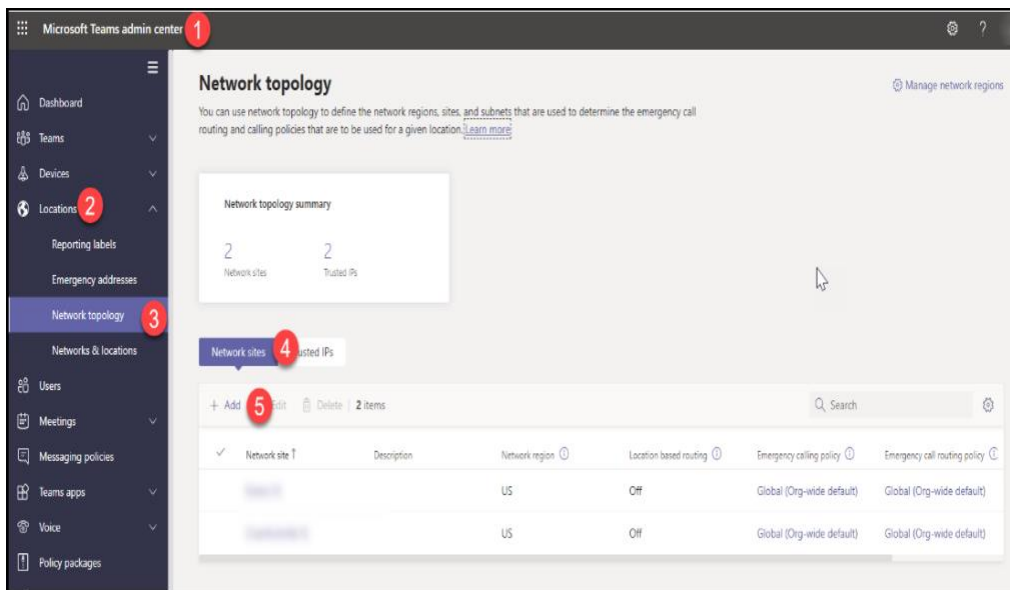 Microsoft Teams admin center
1
?
Dashboard
Teams
Devices
Locations
2
Reporting labels
Emergency addresses
Network topology
3
Networks & locations
Users
Meetings
Messaging policies
Teams apps
Voice
Policy packages
Network topology
Manage network regions
You can use network topology to define the network regions, sites, and subnets that are used to determine the emergency call
routing and calling policies that are to be used for a given location. Learn more
Network topology summary
2 2
Network sites Trusted IPs
Network sites 4 usted IPs
+ Add 5 Edit Delete | 2 items Search
Network site ↑ Description Network region Location based routing Emergency calling policy Emergency call routing policy
US Off Global (Org-wide default) Global (Org-wide default)
US Off Global (Org-wide default) Global (Org-wide default)